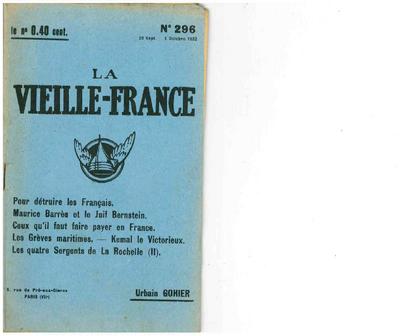 le nº 0.40 cent.
Nº 296
28 Sept. 5 Octobre 1922
LA
VIEILLE-FRANCE
Pour détruire les Français.
Maurice Barrès et le Juif Bernstein.
Ceux qu'il faut faire payer en France.
Les Grèves maritimes. — Kemal le Victorieux.
Les quatre Sergents de La Rochelle (II).
5, rue du Pré-aux-Clercs
PARIS (VIIe)
Urbain GOHIER